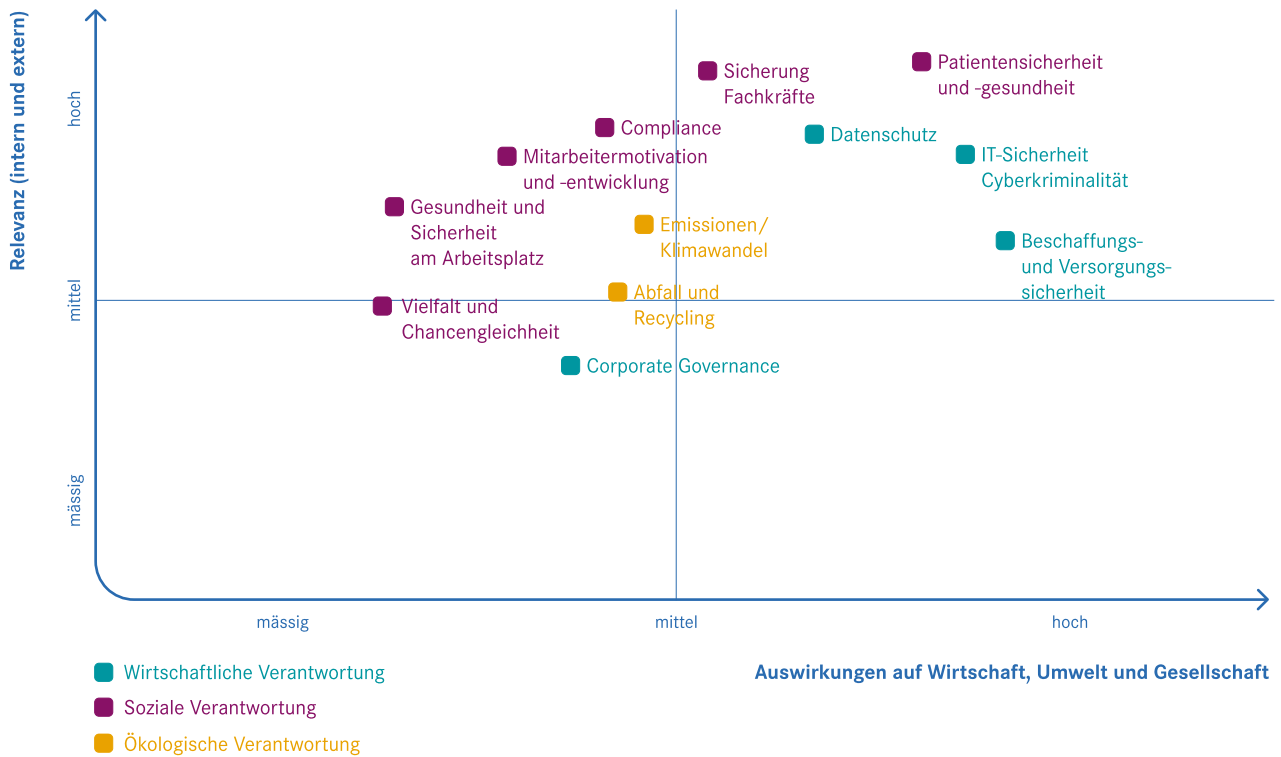 Relevanz (intern und extern)
hoch
mittel
mässig
Sicherung
Fachkräfte
Patientensicherheit
und -gesundheit
Compliance
Datenschutz
Mitarbeitermotivation
und -entwicklung
IT-Sicherheit
Cyberkriminalität
Gesundheit und
Sicherheit
am Arbeitsplatz
Emissionen/
Klimawandel
Beschaffungs-
und Versorgungs-
sicherheit
Abfall und
Recycling
Vielfalt und
Chancengleichheit
Corporate Governance
mässig
mittel
hoch
Auswirkungen auf Wirtschaft, Umwelt und Gesellschaft
Wirtschaftliche Verantwortung
Soziale Verantwortung
Ökologische Verantwortung